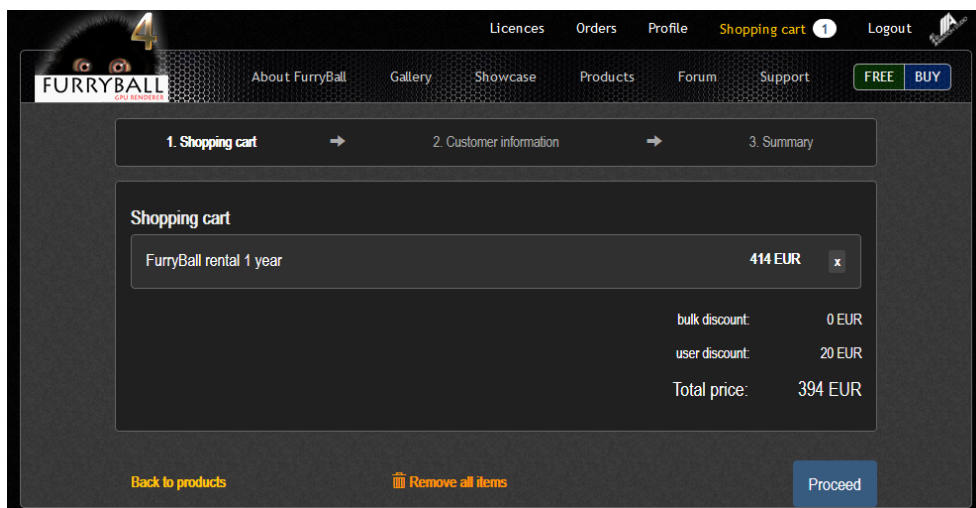 Licences Orders Profile Shopping cart 1 Logout
4
FURRYBALL
GPU RENDERER
About FurryBall Gallery Showcase Products Forum Support FREE BUY
1. Shopping cart 2. Customer information 3. Summary
Shopping cart
FurryBall rental 1 year 414 EUR x
bulk discount: 0 EUR
user discount: 20 EUR
Total price: 394 EUR
Back to products Remove all items Proceed